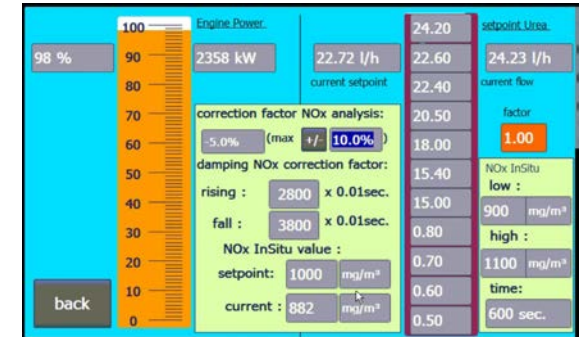 Engine Power
setpoint Urea
98 %
2358 kW
22.72 l/h
24.23 l/h
current setpoint
current flow
factor
1.00
100
90
80
70
60
50
40
30
20
10
0
correction factor NOx analysis:
-5.0% (max +/- 10.0% )
damping NOx correction factor:
rising : 2800 x 0.01sec.
fall : 3800 x 0.01sec.
NOx InSitu value :
setpoint: 1000 mg/m³
current : 882 mg/m³
24.20
22.60
22.40
20.50
18.00
15.40
15.00
0.80
0.70
0.60
0.50
NOx InSitu
low :
900 mg/m³
high :
1100 mg/m³
time:
600 sec.
back